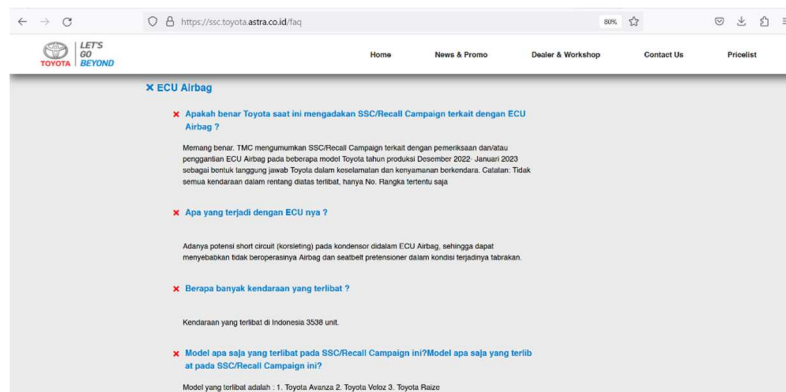 https://ssc.toyota.astra.co.id/faq
80%
TOYOTA
LET'S
GO
BEYOND
Home
News & Promo
Dealer & Workshop
Contact Us
Pricelist
ECU Airbag
Apakah benar Toyota saat ini mengadakan SSC/Recall Campaign terkait dengan ECU
Airbag ?
Memang benar. TMC mengumumkan SSC/Recall Campaign terkait dengan pemeriksaan dan/atau
penggantian ECU Airbag pada beberapa model Toyota tahun produksi Desember 2022- Januari 2023
sebagai bentuk langgung jawab Toyota dalam keselamatan dan kenyamanan berkendara. Catatan: Tidak
semua kendaraan dalam rentang diatas terlibat, hanya No. Rangka tertentu saja
Apa yang terjadi dengan ECU nya ?
Adanya potensi short circuit (korsleting) pada kondensor didalam ECU Airbag, sehingga dapat
menyebabkan tidak beroperasinya Airbag dan seatbelt pretensioner dalam kondisi terjadinya tabrakan.
Berapa banyak kendaraan yang terlibat ?
Kendaraan yang terlibat di Indonesia 3538 unit.
Model apa saja yang terlibat pada SSC/Recall Campaign ini?Model apa saja yang terlib
at pada SSC/Recall Campaign ini?
Model yang terlibat adalah : 1. Toyota Avanza 2. Toyota Veloz 3. Toyota Raize